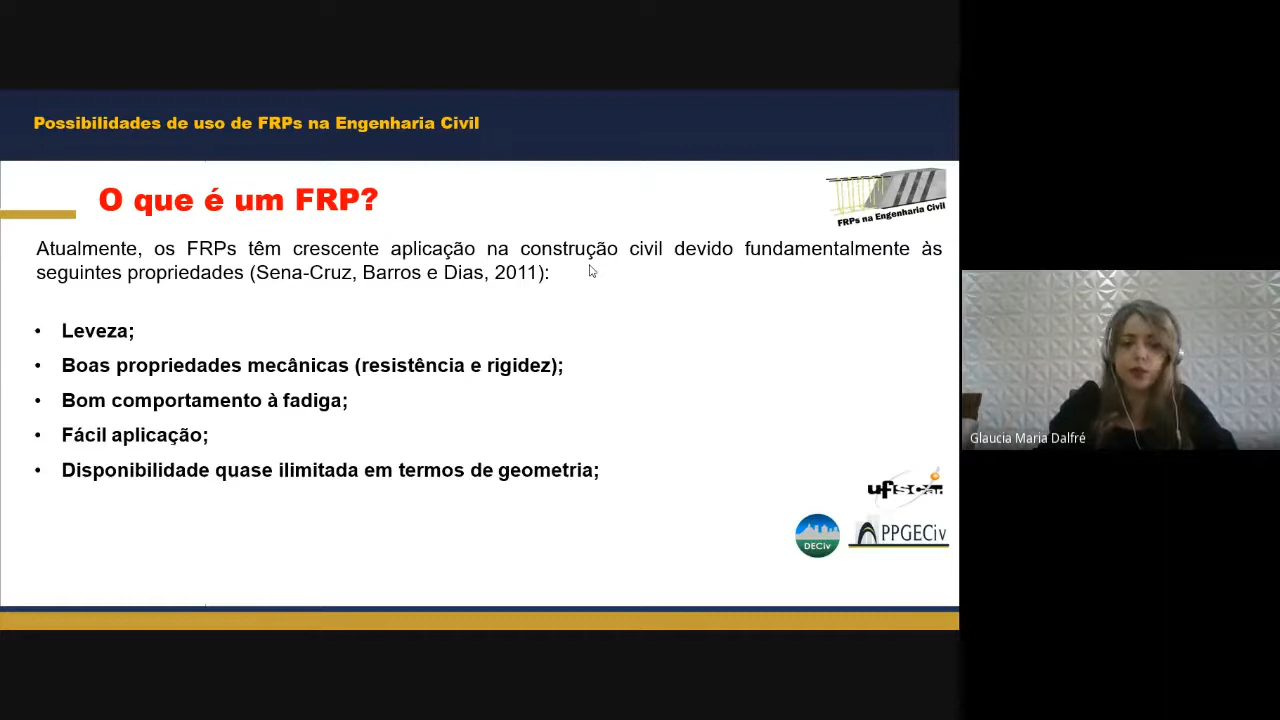 Possibilidades de uso de FRPs na Engenharia Civil
O que é um FRP?
FRPs na Engenharia Civil
Atualmente, os FRPs têm crescente aplicação na construção civil devido fundamentalmente às
seguintes propriedades (Sena-Cruz, Barros e Dias, 2011):
• Leveza;
• Boas propriedades mecânicas (resistência e rigidez);
• Bom comportamento à fadiga;
• Fácil aplicação;
• Disponibilidade quase ilimitada em termos de geometria;
Glaucia Maria Dalfré
ufscar
DECiv
PPGECiv